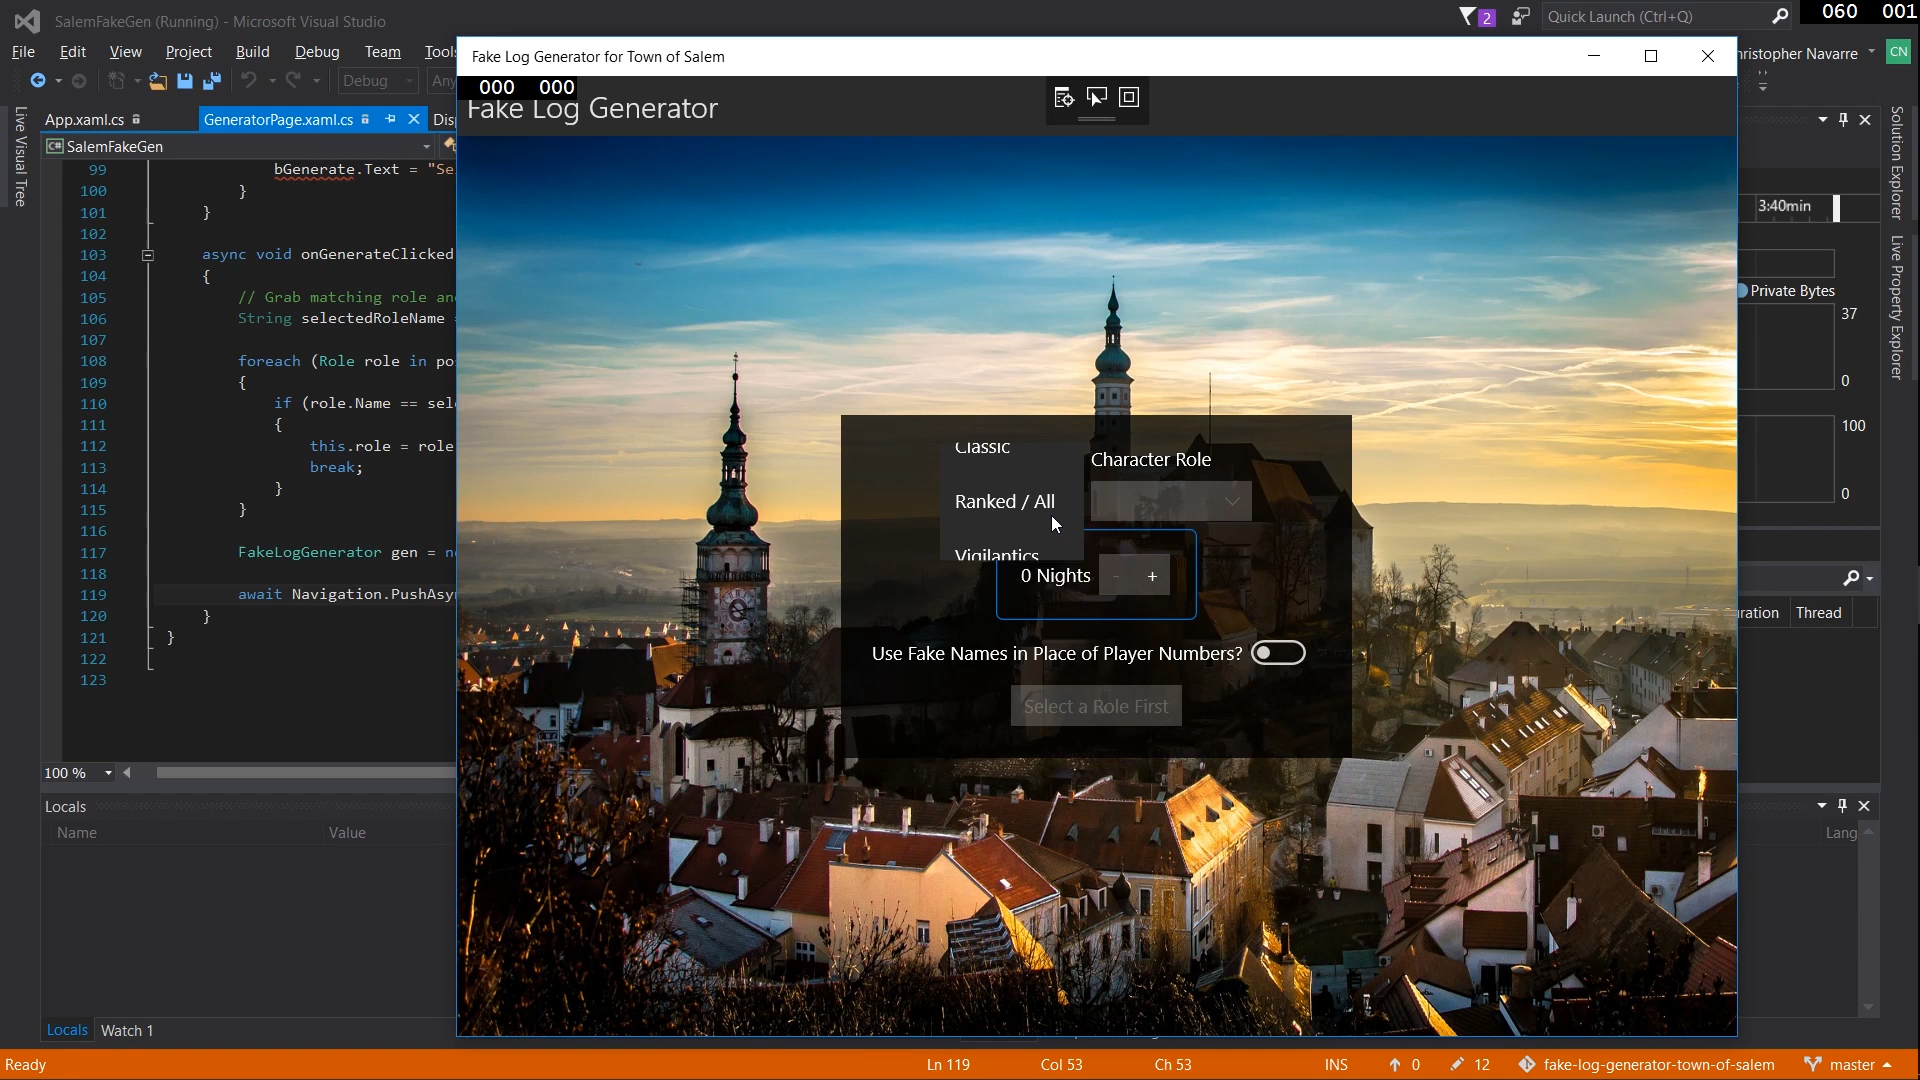 SalemFakeGen (Running) - Microsoft Visual Studio
2
Quick Launch (Ctrl+Q)
060 001
File Edit View Project Build Debug Team Tools
Fake Log Generator for Town of Salem
Christopher Navarre
CN
Debug
Any
000 000
Fake Log Generator
Live Visual Tree
App.xaml.cs
GeneratorPage.xaml.cs
SalemFakeGen
99 bGenerate.Text = "Se
100 }
101 }
102
103 async void onGenerateClicked
104 {
105 // Grab matching role an
106 String selectedRoleName =
107
108 foreach (Role role in po
109 {
110 if (role.Name == sel
111 {
112 this.role = role
113 break;
114 }
115 }
116
117 FakeLogGenerator gen = n
118
119 await Navigation.PushAsy
120 }
121 }
122
123
100 %
Classic
Ranked / All
Vigilantics
Character Role
0 Nights
- +
Use Fake Names in Place of Player Numbers?
Select a Role First
3:40min
Private Bytes
37
0
100
0
Thread
Lang
Solution Explorer
Live Property Explorer
Locals
Name Value
Locals Watch 1
Ready
Ln 119 Col 53 Ch 53 INS 0 12 fake-log-generator-town-of-salem master